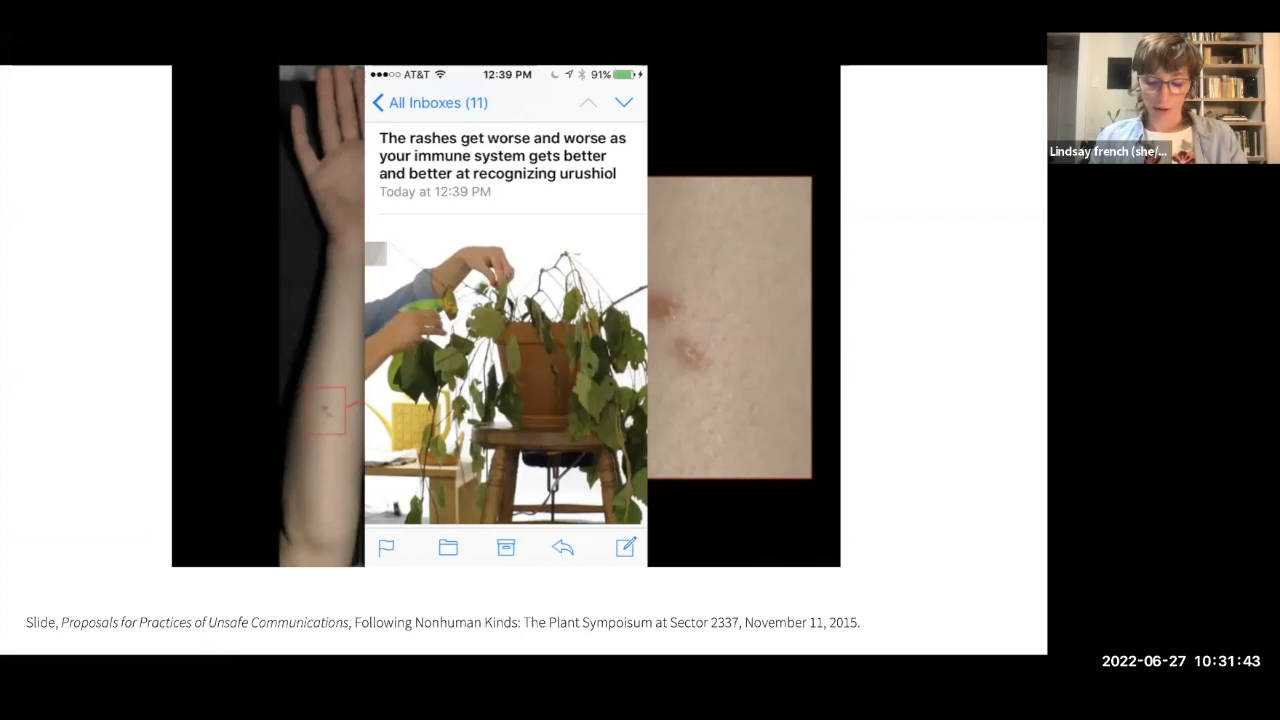 AT&T 12:39 PM 91%
All Inboxes (11)
The rashes get worse and worse as
your immune system gets better
and better at recognizing urushiol
Today at 12:39 PM
Lindsay french (she/...
Slide, Proposals for Practices of Unsafe Communications, Following Nonhuman Kinds: The Plant Sympoisum at Sector 2337, November 11, 2015.
2022-06-27 10:31:43